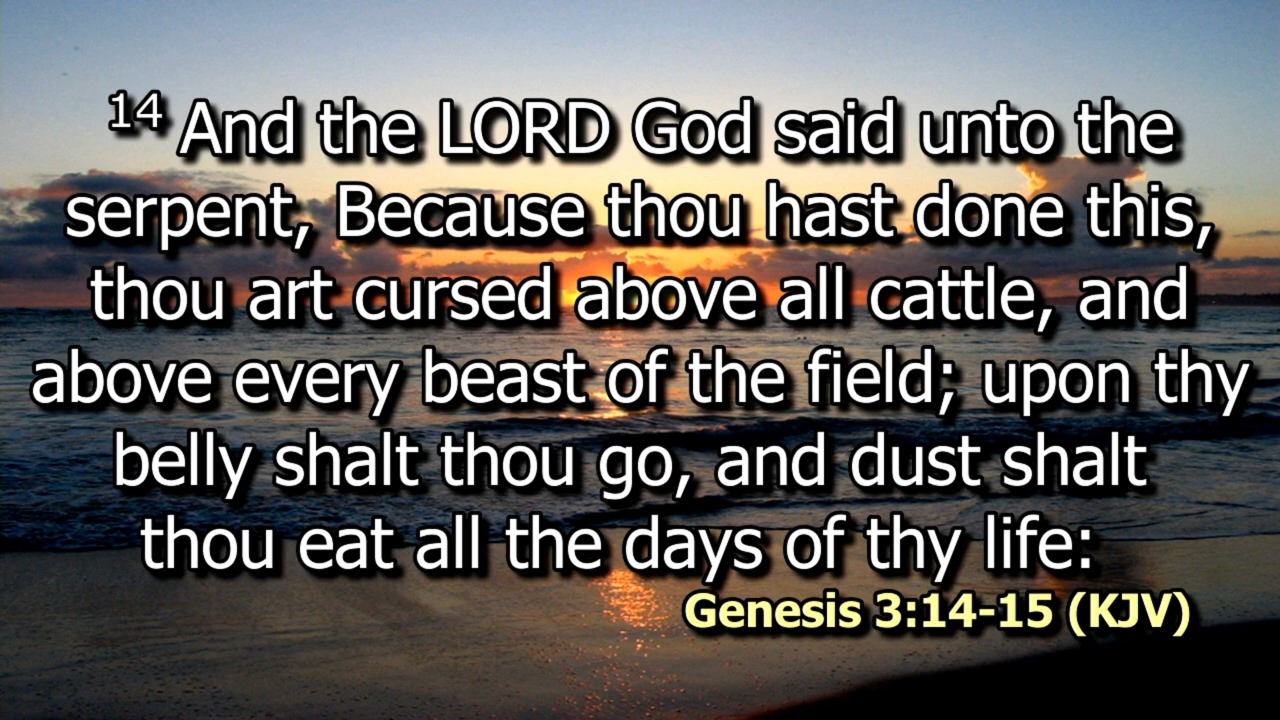 14 And the LORD God said unto the
serpent, Because thou hast done this,
thou art cursed above all cattle, and
above every beast of the field; upon thy
belly shalt thou go, and dust shalt
thou eat all the days of thy life:
Genesis 3:14-15 (KJV)